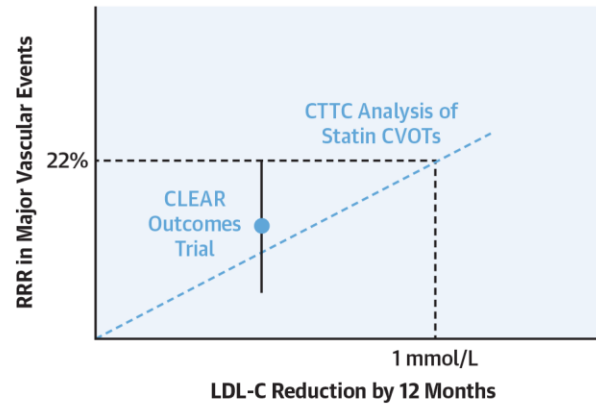 RRR in Major Vascular Events
CTTC Analysis of
Statin CVOTs
22%
CLEAR
Outcomes
Trial
1 mmol/L
LDL-C Reduction by 12 Months